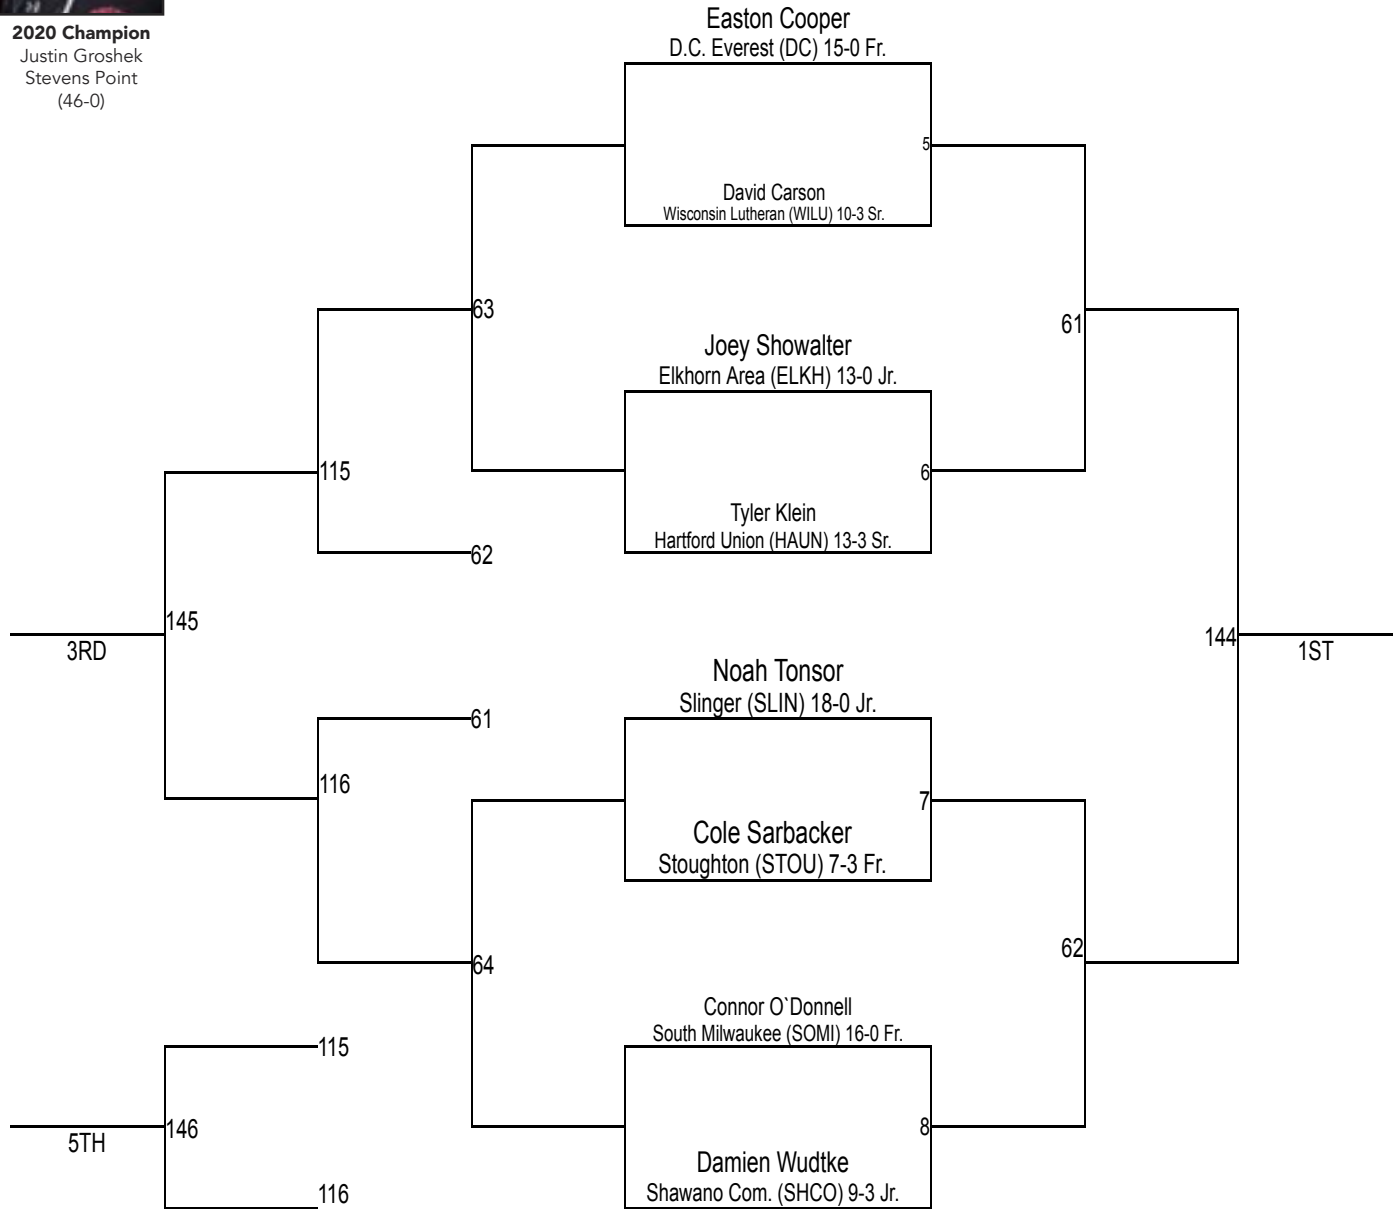 2020 Champion
Justin Groshek
Stevens Point
(46-0)
Easton Cooper
D.C. Everest (DC) 15-0 Fr.
5
David Carson
Wisconsin Lutheran (WILU) 10-3 Sr.
63
61
Joey Showalter
Elkhorn Area (ELKH) 13-0 Jr.
115
6
Tyler Klein
Hartford Union (HAUN) 13-3 Sr.
62
145
3RD
144
1ST
Noah Tonsor
Slinger (SLIN) 18-0 Jr.
61
116
7
Cole Sarbacker
Stoughton (STOU) 7-3 Fr.
62
64
Connor O`Donnell
South Milwaukee (SOMI) 16-0 Fr.
115
146
5TH
8
Damien Wudtke
Shawano Com. (SHCO) 9-3 Jr.
116